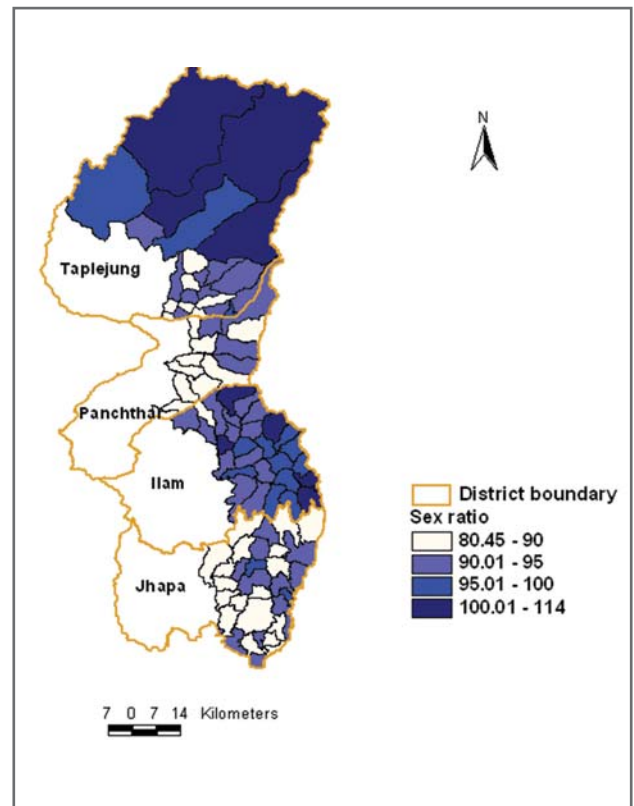 N
Taplejung
Panchthar
Ilam
Jhapa
District boundary
Sex ratio
80.45 - 90
90.01 - 95
95.01 - 100
100.01 - 114
7 0 7 14 Kilometers